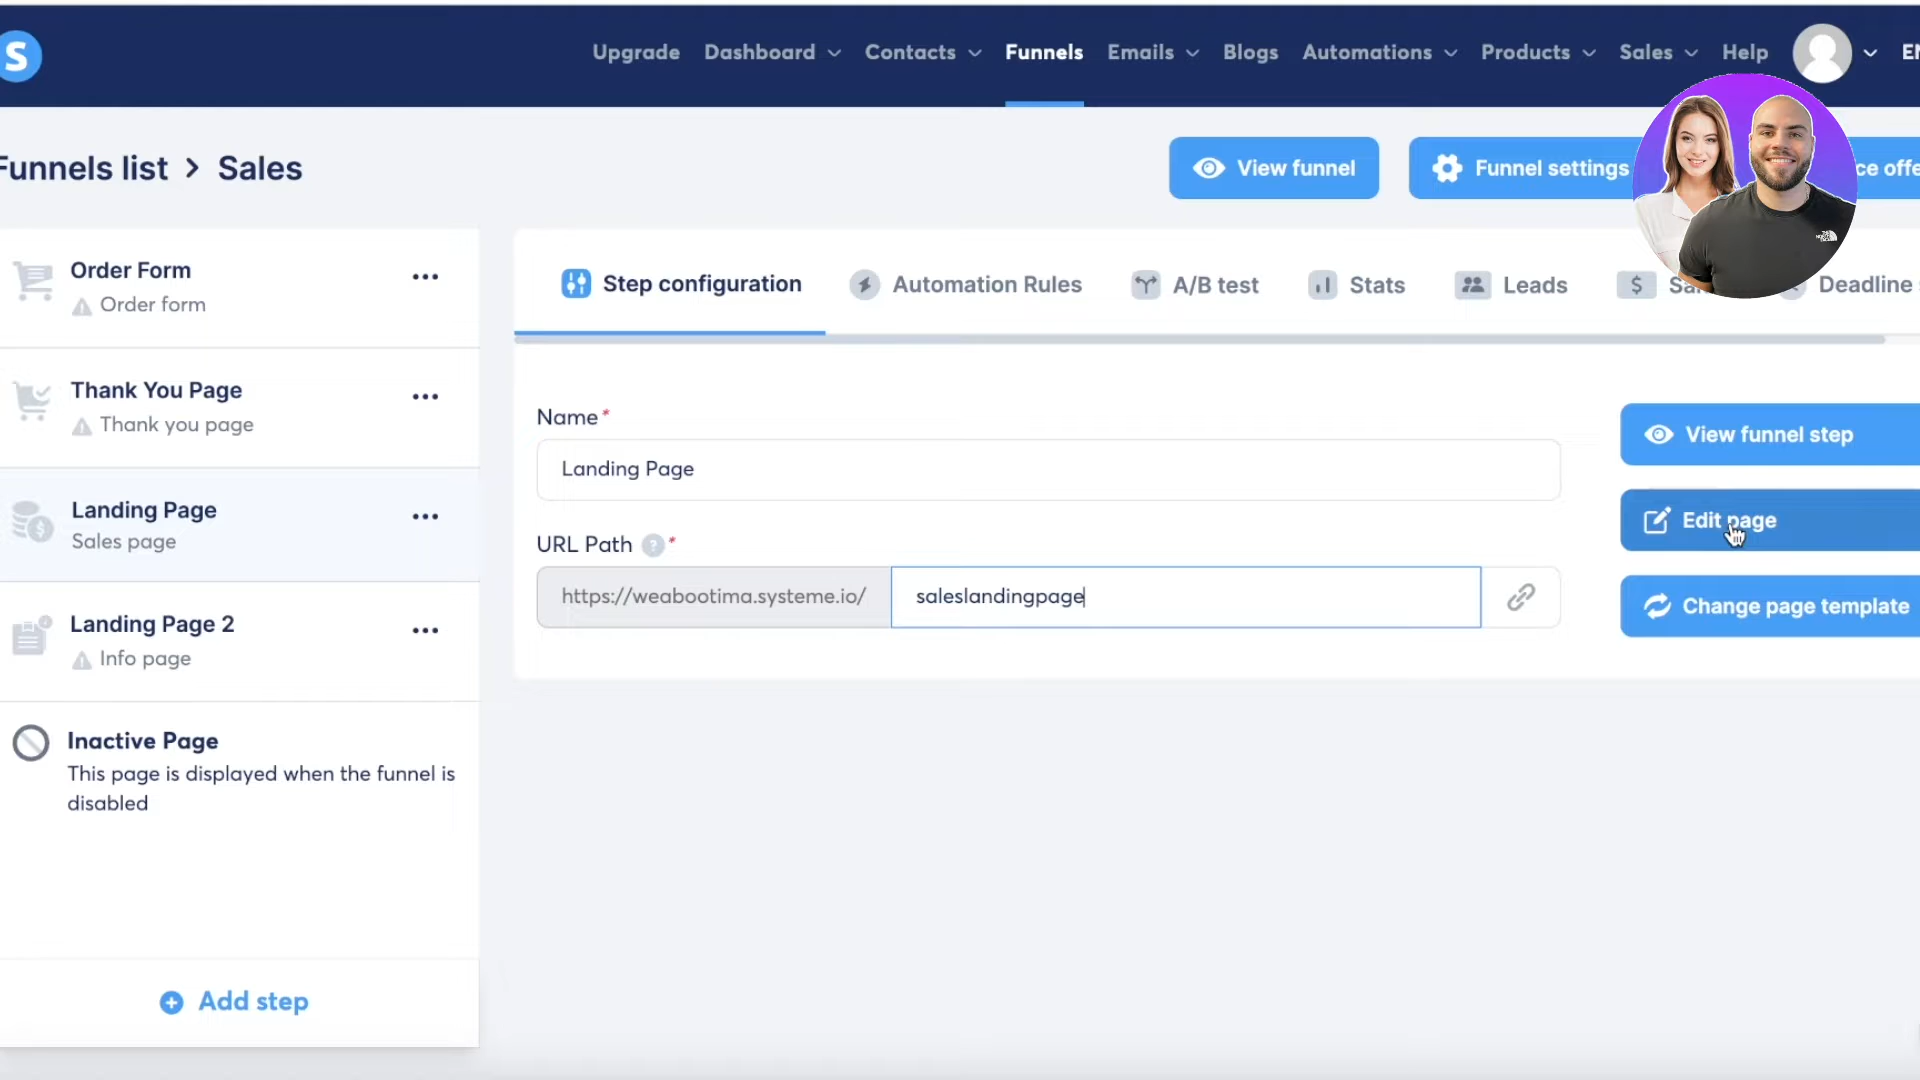 S
Upgrade Dashboard Contacts Funnels Emails Blogs Automations Products Sales Help
Funnels list > Sales
View funnel
Funnel settings
Order Form
Order form
Thank You Page
Thank you page
Landing Page
Sales page
Landing Page 2
Info page
Inactive Page
This page is displayed when the funnel is
disabled
Add step
Step configuration Automation Rules A/B test Stats Leads Deadline
Name*
Landing Page
URL Path ? *
https://weabootima.systeme.io/ saleslandingpage
View funnel step
Edit page
Change page template